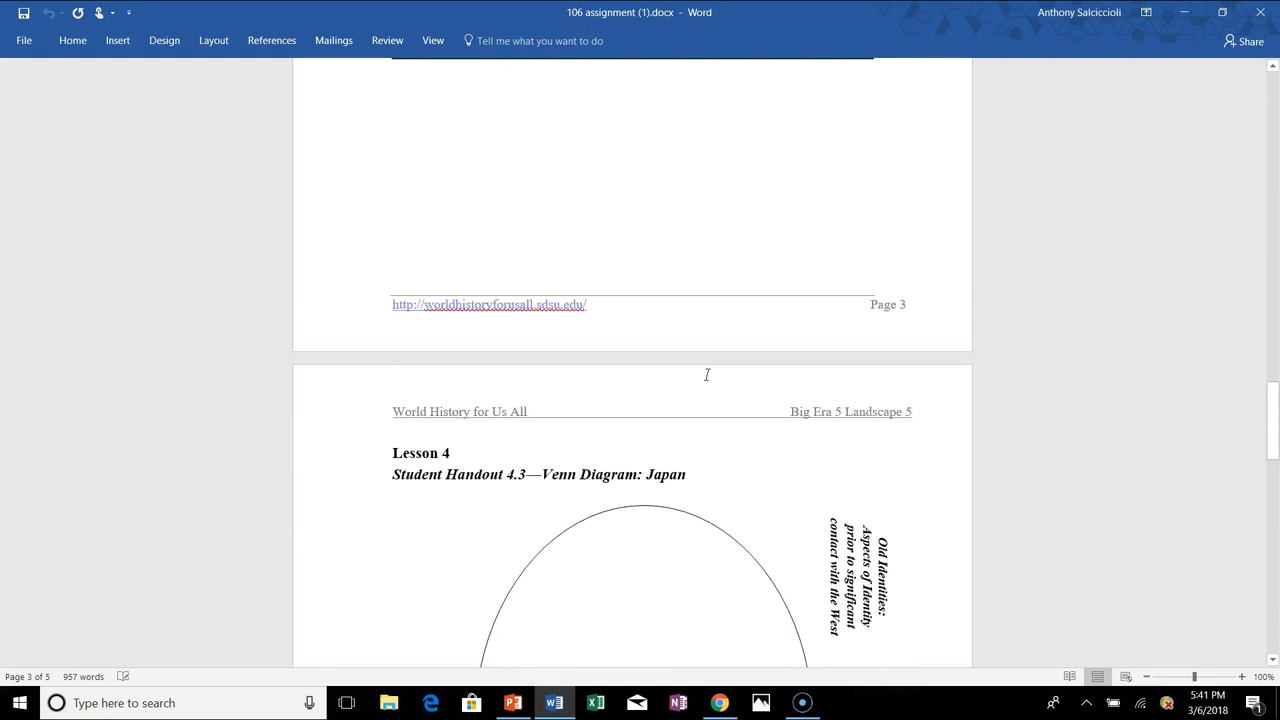 106 assignment (1).docx - Word
Anthony Salciccioli
File Home Insert Design Layout References Mailings Review View Tell me what you want to do Share
http://worldhistoryforusall.sdsu.edu/ Page 3
World History for Us All Big Era 5 Landscape 5
Lesson 4
Student Handout 4.3—Venn Diagram: Japan
Old Identities:
Aspects of Identity
prior to significant
contact with the West
Page 3 of 5 957 words 100%
Type here to search
5:41 PM
3/6/2018
1